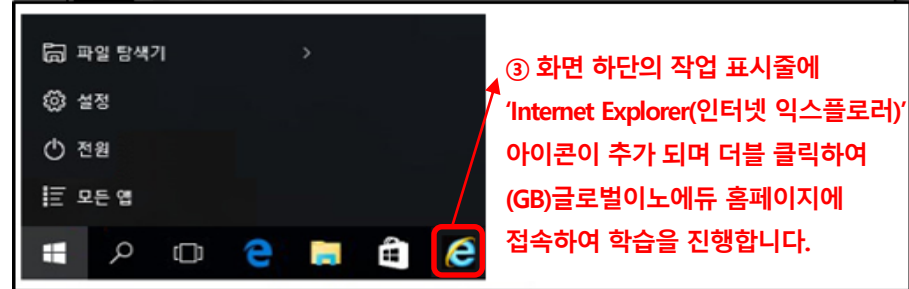 파일 탐색기
설정
전원
모든 앱
③ 화면 하단의 작업 표시줄에
‘Internet Explorer(인터넷 익스플로러)’
아이콘이 추가 되며 더블 클릭하여
(GB)글로벌이노에듀 홈페이지에
접속하여 학습을 진행합니다.